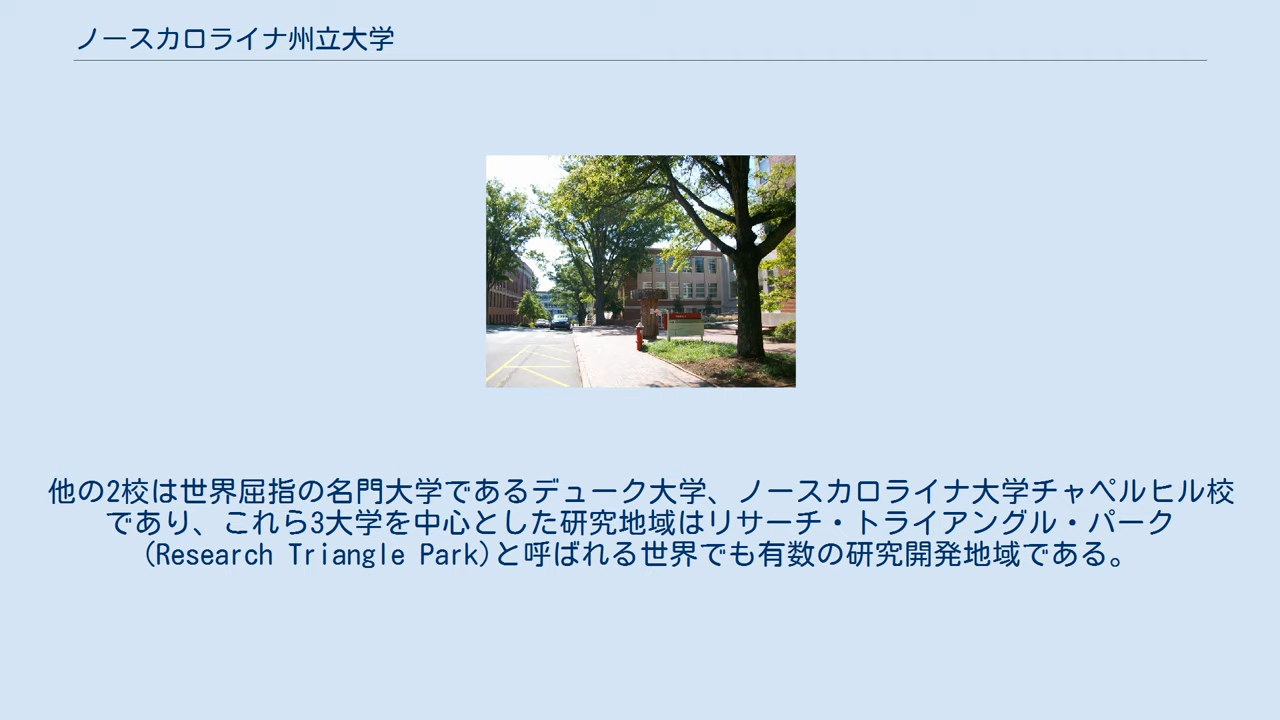 ノースカロライナ州立大学
他の2校は世界屈指の名門大学であるデューク大学、ノースカロライナ大学チャペルヒル校
であり、これら3大学を中心とした研究地域はリサーチ・トライアングル・パーク
(Research Triangle Park)と呼ばれる世界でも有数の研究開発地域である。